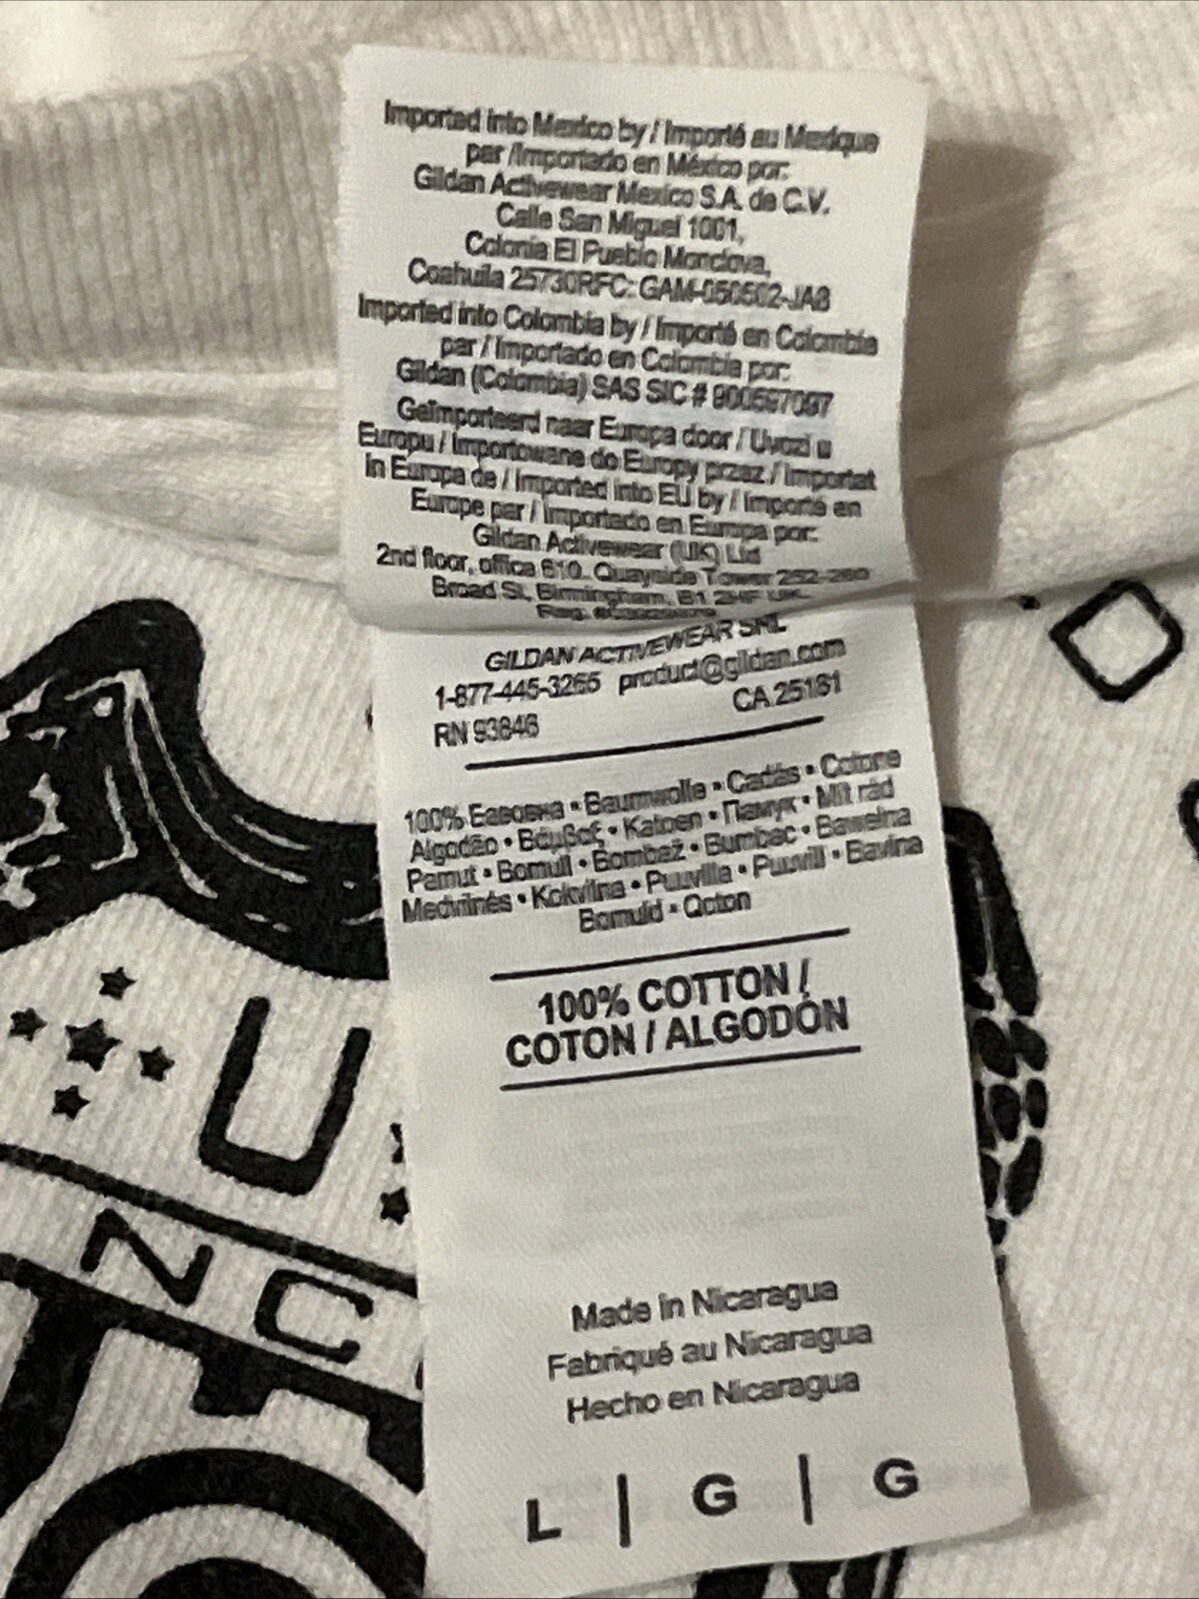 Imported into Mexico by / Importé au Mexique
par /Importado en México por:
Gildan Activewear Mexico S.A. de C.V.
Calle San Miguel 1001,
Colonia El Pueblo Monclova,
Coahuila 25730RFC: GAM-050502-JA8
Imported into Colombia by / Importé en Colombie
par / Importado en Colombia por:
Gildan (Colombia) SAS SIC # 900597097
Geïmporteerd naar Europa door / Uvozi u
Europu / Importowane do Europy przez / Importat
în Europa de / Imported into EU by / Importé en
Europe par / Importado en Europa por:
Gildan Activewear (UK) Ltd
2nd floor, office 610. Quayside Tower 252-260
Broad St, Birmingham, B1 2HF UK.
Reg.
GILDAN ACTIVEWEAR SRL
1-877-445-3265 product@gildan.com
RN 93846 CA 25181
100% Бавовна • Baumwolle • Cadás • Cotone
Algodão • Βάμβαξ • Katoen • Памук • Mit rád
Pamut • Bomull • Bombaž • Bumbac • Bawełna
Medvilnės • Kokvilna • Puuvilla • Puuvill • Bavlna
Bomuld • Qoton
100% COTTON /
COTON / ALGODÓN
Made in Nicaragua
Fabriqué au Nicaragua
Hecho en Nicaragua
L | G | G
U
NC